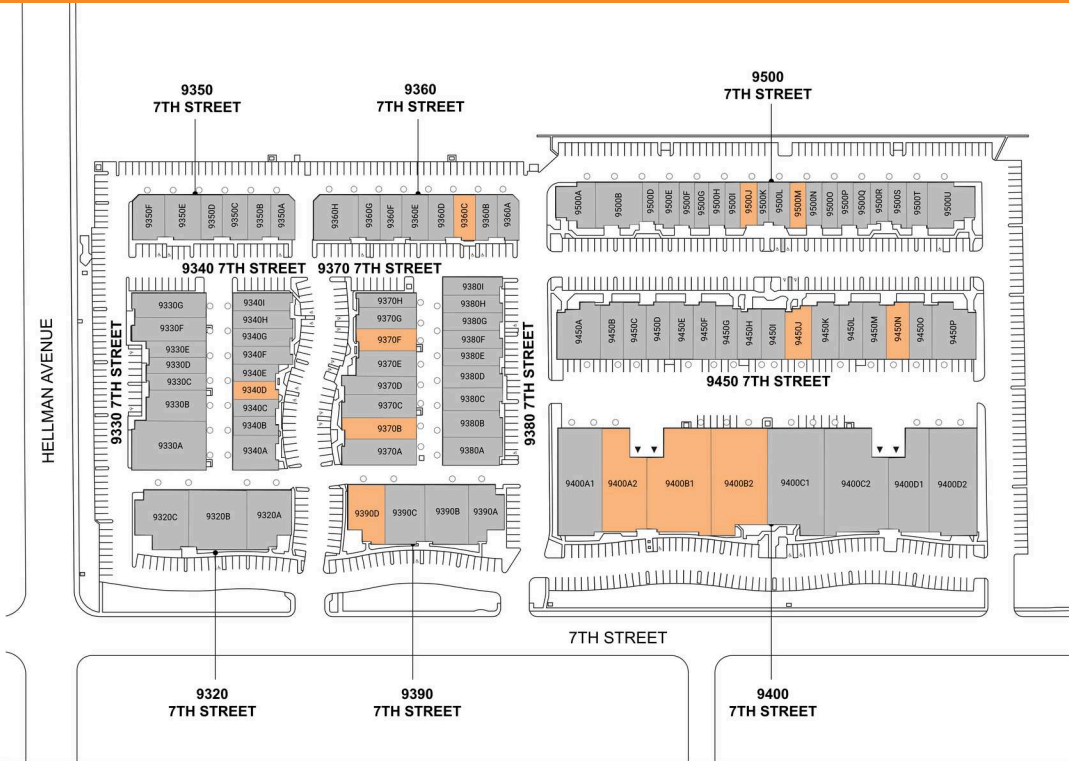 9350
7TH STREET
9360
7TH STREET
9500
7TH STREET
9350F
9350E
9350D
9350C
9350B
9350A
9360H
9360G
9360F
9360E
9360D
9360C
9360B
9360A
9500A
9500B
9500D
9500E
9500F
9500G
9500H
9500I
9500J
9500K
9500L
9500M
9500N
9500O
9500P
9500Q
9500R
9500S
9500T
9500U
9340 7TH STREET
9370 7TH STREET
HELLMAN AVENUE
9330 7TH STREET
9330G
9330F
9330E
9330D
9330C
9330B
9330A
9340I
9340H
9340G
9340F
9340E
9340D
9340C
9340B
9340A
9370H
9370G
9370F
9370E
9370D
9370C
9370B
9370A
9380I
9380H
9380G
9380F
9380E
9380D
9380C
9380B
9380A
9380 7TH STREET
9450A
9450B
9450C
9450D
9450E
9450F
9450G
9450H
9450I
9450J
9450K
9450L
9450M
9450N
9450O
9450P
9450 7TH STREET
9400A1
9400A2
9400B1
9400B2
9400C1
9400C2
9400D1
9400D2
9320C
9320B
9320A
9390D
9390C
9390B
9390A
7TH STREET
9320
7TH STREET
9390
7TH STREET
9400
7TH STREET